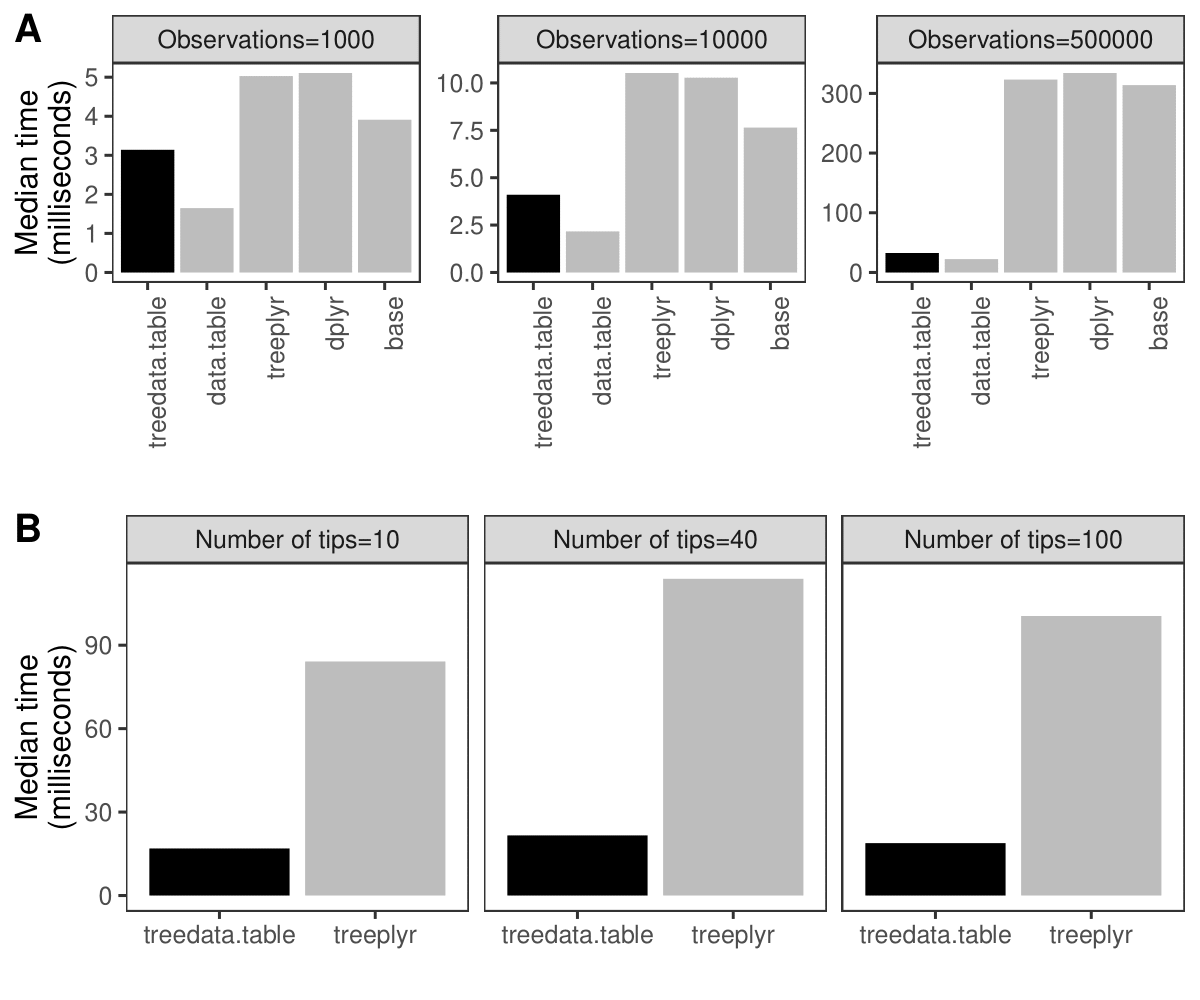 A
Observations=1000
Observations=10000
Observations=500000
Median time
(milliseconds)
5
4
3
2
1
0
10.0
7.5
5.0
2.5
0.0
300
200
100
0
treedata.table
data.table
treeplyr
dplyr
base
treedata.table
data.table
treeplyr
dplyr
base
treedata.table
data.table
treeplyr
dplyr
base
B
Number of tips=10
Number of tips=40
Number of tips=100
Median time
(milliseconds)
90
60
30
0
treedata.table
treeplyr
treedata.table
treeplyr
treedata.table
treeplyr